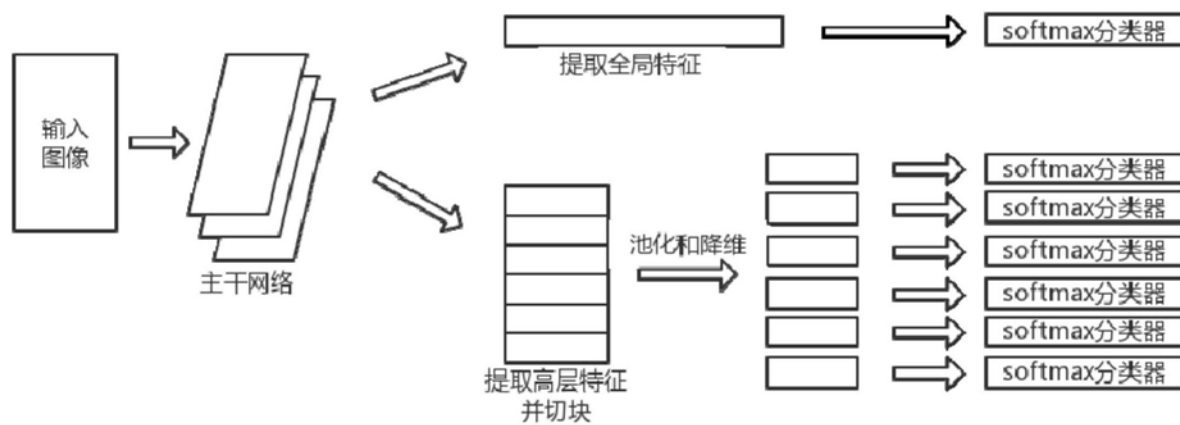 输入
图像
主干网络
提取全局特征
softmax分类器
提取高层特征
并切块
池化和降维
softmax分类器
softmax分类器
softmax分类器
softmax分类器
softmax分类器
softmax分类器